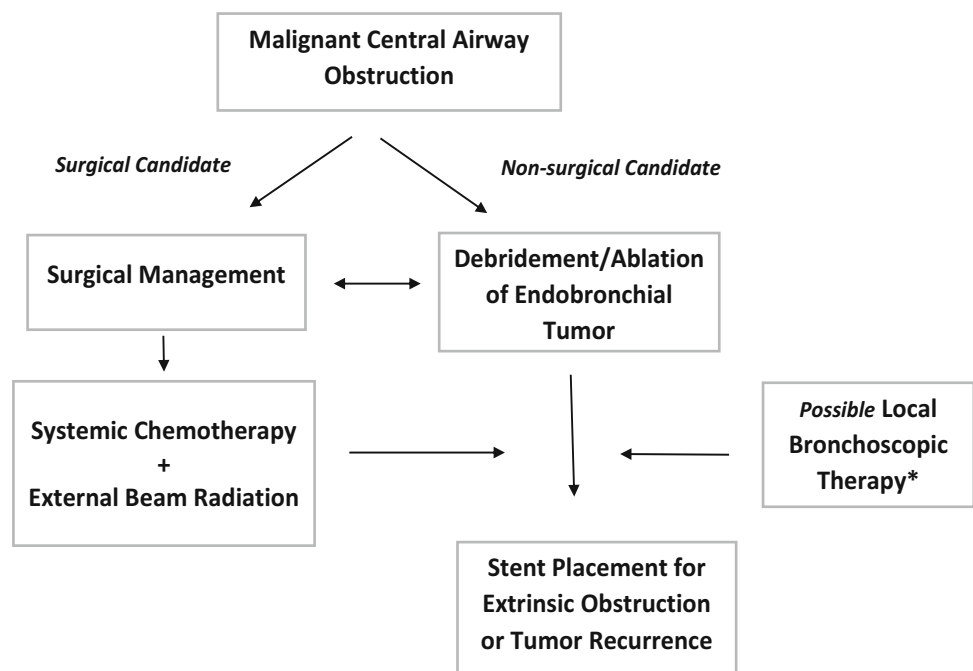 Malignant Central Airway
Obstruction
Surgical Candidate
Non-surgical Candidate
Surgical Management
Debridement/Ablation
of Endobronchial
Tumor
Systemic Chemotherapy
+
External Beam Radiation
Possible Local
Bronchoscopic
Therapy*
Stent Placement for
Extrinsic Obstruction
or Tumor Recurrence